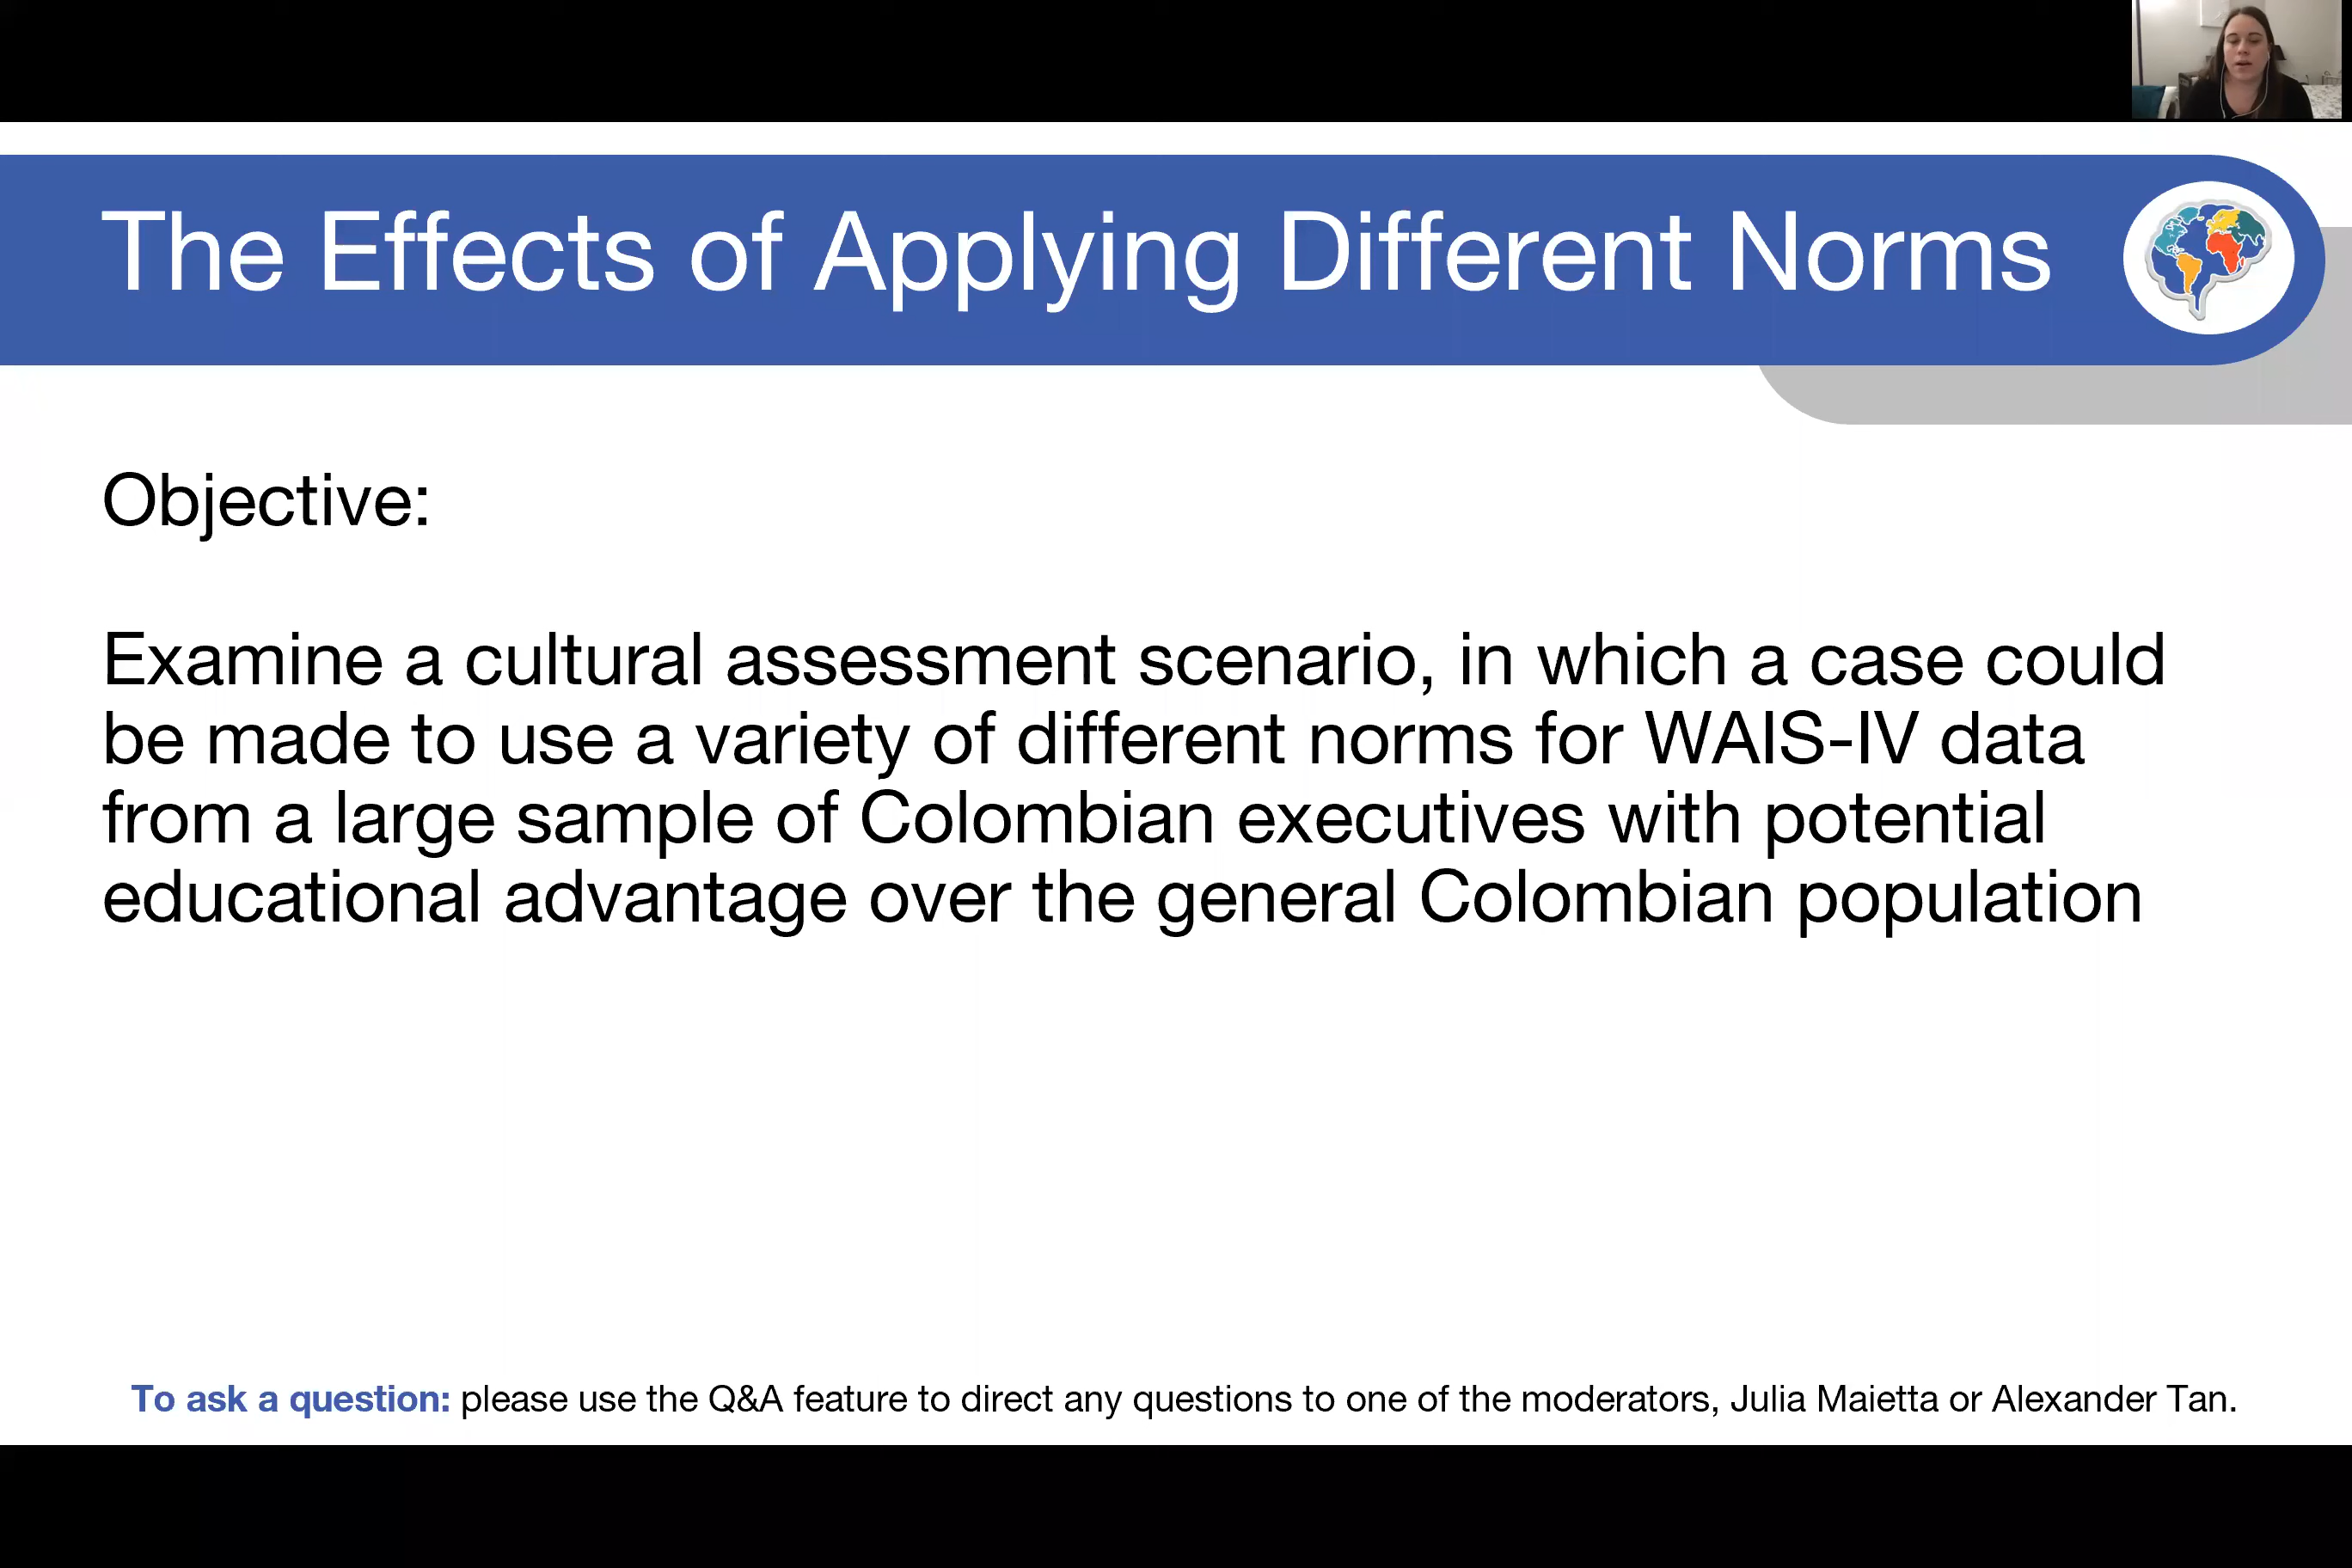 The Effects of Applying Different Norms
Objective:
Examine a cultural assessment scenario, in which a case could
be made to use a variety of different norms for WAIS-IV data
from a large sample of Colombian executives with potential
educational advantage over the general Colombian population
To ask a question: please use the Q&A feature to direct any questions to one of the moderators, Julia Maietta or Alexander Tan.